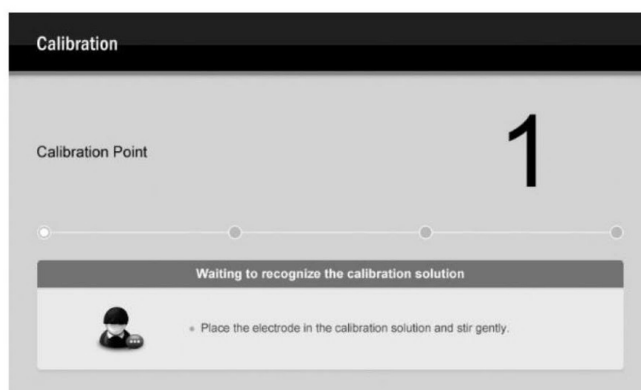 Calibration
Calibration Point
1
Waiting to recognize the calibration solution
Place the electrode in the calibration solution and stir gently.